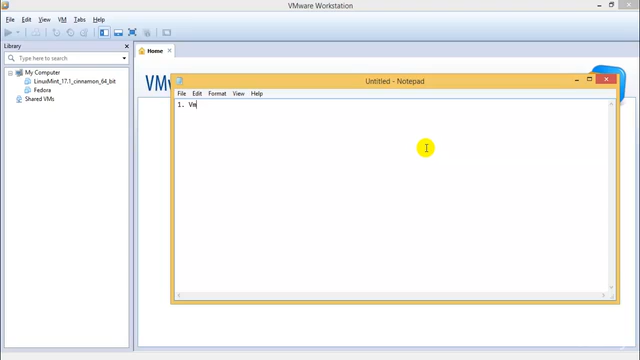 VMware Workstation
File Edit View VM Tabs Help
Library
Type here to search
My Computer
LinuxMint_17.1_cinnamon_64_bit
Fedora
Shared VMs
Home
VMw
Untitled - Notepad
File Edit Format View Help
1. Vm